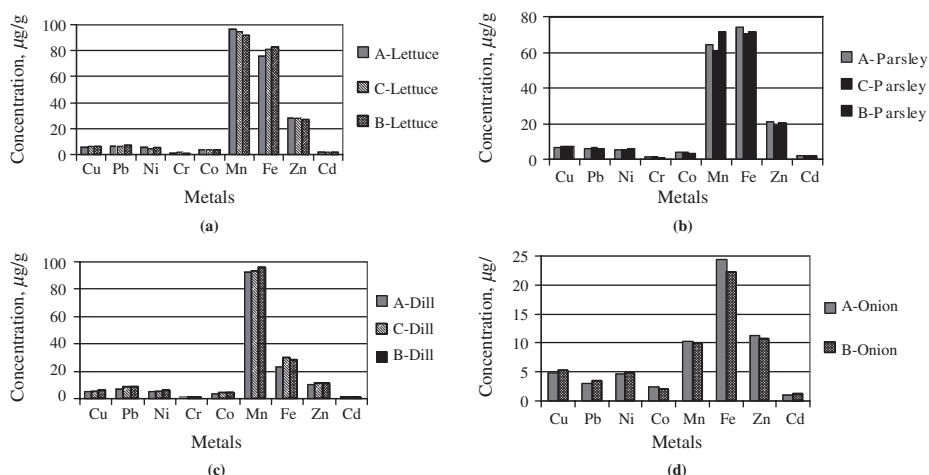 Concentration, µg/g
100
80
60
40
20
0
Cu Pb Ni Cr Co Mn Fe Zn Cd
Metals
A-Lettuce
C-Lettuce
B-Lettuce
(a)
Concentration, µg/g
80
60
40
20
0
Cu Pb Ni Cr Co Mn Fe Zn Cd
Metals
A-Parsley
C-Parsley
B-Parsley
(b)
Concentration, µg/g
100
80
60
40
20
0
Cu Pb Ni Cr Co Mn Fe Zn Cd
Metals
A-Dill
C-Dill
B-Dill
(c)
Concentration, µg/
25
20
15
10
5
0
Cu Pb Ni Co Mn Fe Zn Cd
Metals
A-Onion
B-Onion
(d)